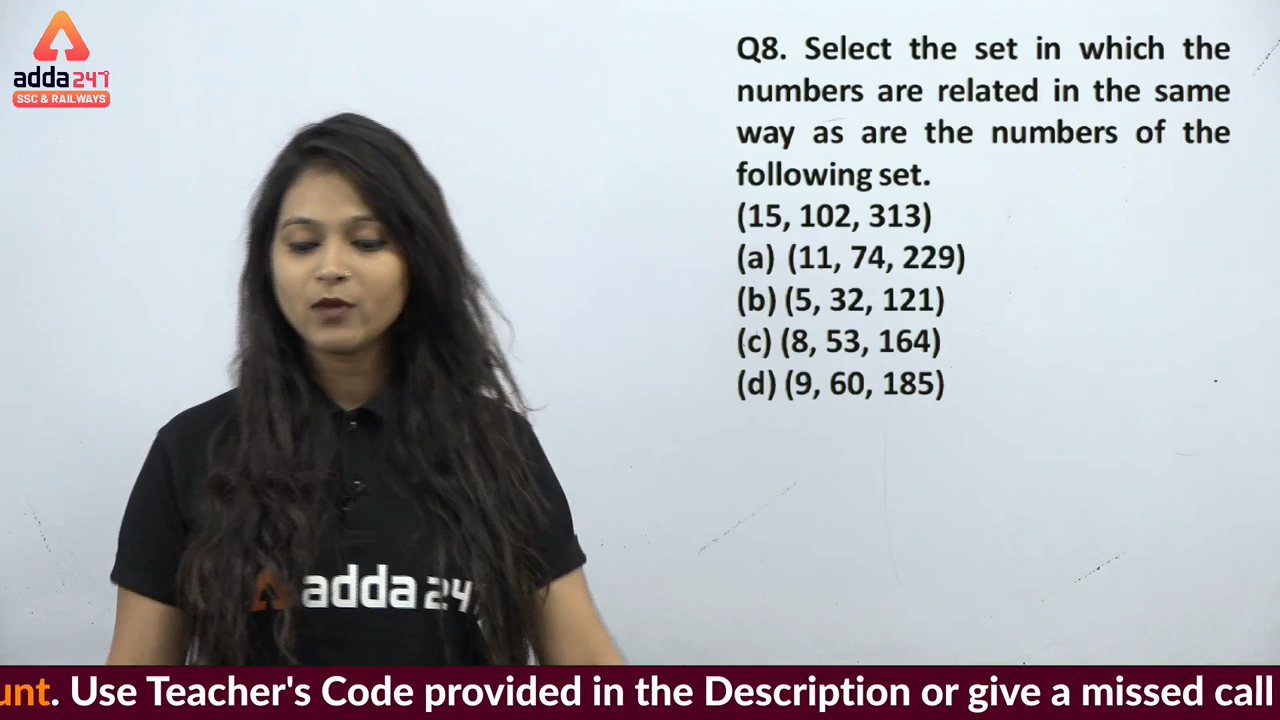 adda247
SSC & RAILWAYS
Q8. Select the set in which the
numbers are related in the same
way as are the numbers of the
following set.
(15, 102, 313)
(a) (11, 74, 229)
(b) (5, 32, 121)
(c) (8, 53, 164)
(d) (9, 60, 185)
adda 247
unt. Use Teacher's Code provided in the Description or give a missed call